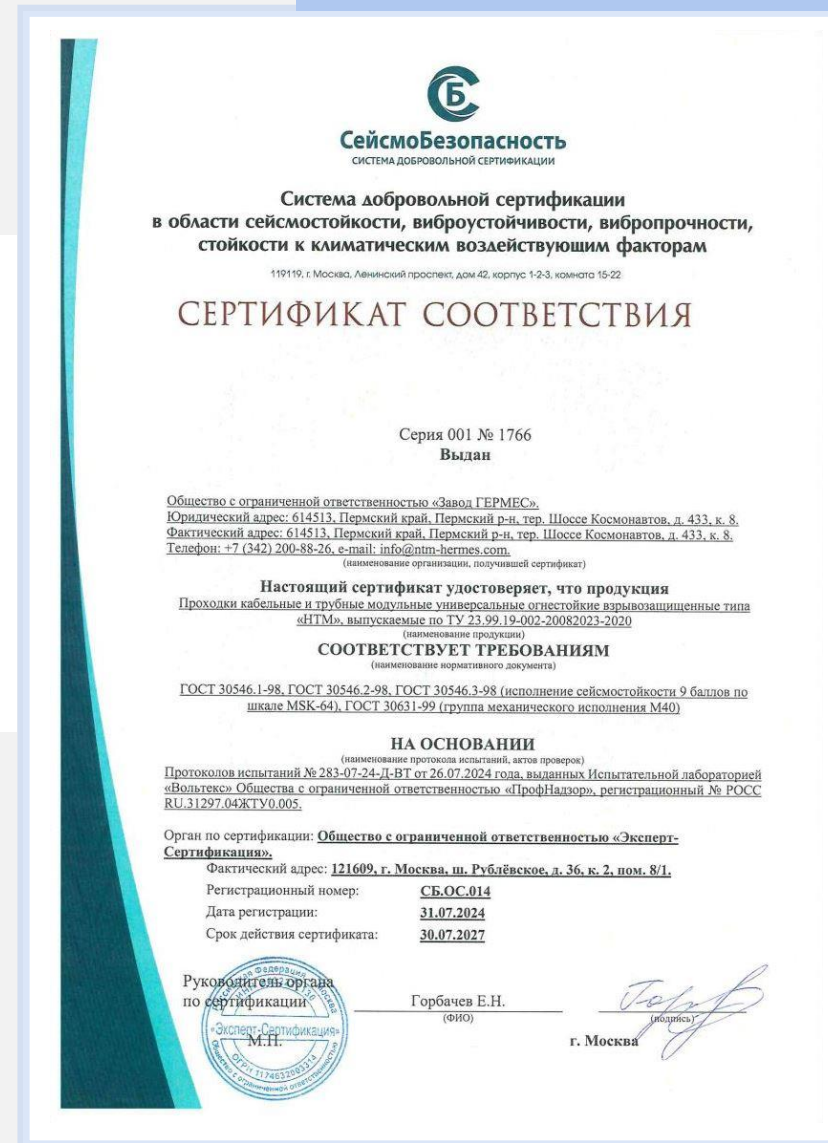 СБ
СейсмоБезопасность
СИСТЕМА ДОБРОВОЛЬНОЙ СЕРТИФИКАЦИИ
Система добровольной сертификации
в области сейсмостойкости, виброустойчивости, вибропрочности,
стойкости к климатическим воздействующим факторам
119119, г. Москва, Ленинский проспект, дом 42, корпус 1-2-3, комната 15-22
СЕРТИФИКАТ СООТВЕТСТВИЯ
Серия 001 № 1766
Выдан
Общество с ограниченной ответственностью «Завод ГЕРМЕС».
Юридический адрес: 614513, Пермский край, Пермский р-н, тер. Шоссе Космонавтов, д. 433, к. 8.
Фактический адрес: 614513, Пермский край, Пермский р-н, тер. Шоссе Космонавтов, д. 433, к. 8.
Телефон: +7 (342) 200-88-26, e-mail: info@ntm-hermes.com.
(наименование организации, получившей сертификат)
Настоящий сертификат удостоверяет, что продукция
Проходки кабельные и трубные модульные универсальные огнестойкие взрывозащищенные типа
«НТМ», выпускаемые по ТУ 23.99.19-002-20082023-2020
(наименование продукции)
СООТВЕТСТВУЕТ ТРЕБОВАНИЯМ
(наименование нормативного документа)
ГОСТ 30546.1-98, ГОСТ 30546.2-98, ГОСТ 30546.3-98 (исполнение сейсмостойкости 9 баллов по
шкале MSK-64), ГОСТ 30631-99 (группа механического исполнения М40)
НА ОСНОВАНИИ
(наименование протокола испытаний, актов проверок)
Протоколов испытаний № 283-07-24-Д-ВТ от 26.07.2024 года, выданных Испытательной лабораторией
«Вольтекс» Общества с ограниченной ответственностью «ПрофНадзор», регистрационный № РОСС
RU.31297.04ЖТУ0.005.
Орган по сертификации: Общество с ограниченной ответственностью «Эксперт-
Сертификация».
Фактический адрес: 121609, г. Москва, ш. Рублёвское, д. 36, к. 2, пом. 8/1.
Регистрационный номер: СБ.ОС.014
Дата регистрации: 31.07.2024
Срок действия сертификата: 30.07.2027
Руководитель органа
по сертификации
Горбачев Е.Н.
(ФИО)
(подпись)
М.П.
г. Москва
«Эксперт-Сертификация»
Общество с ограниченной ответственностью